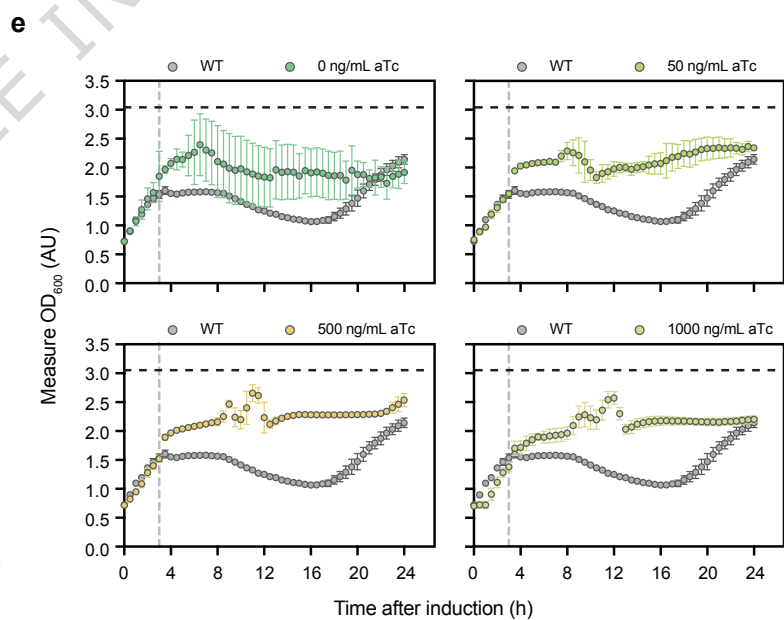 e
WT 0 ng/mL aTc
WT 50 ng/mL aTc
3.5
3.0
2.5
2.0
1.5
1.0
0.5
0.0
WT 500 ng/mL aTc
WT 1000 ng/mL aTc
3.5
3.0
2.5
2.0
1.5
1.0
0.5
0.0
Measure OD600 (AU)
0 4 8 12 16 20 24
0 4 8 12 16 20 24
Time after induction (h)